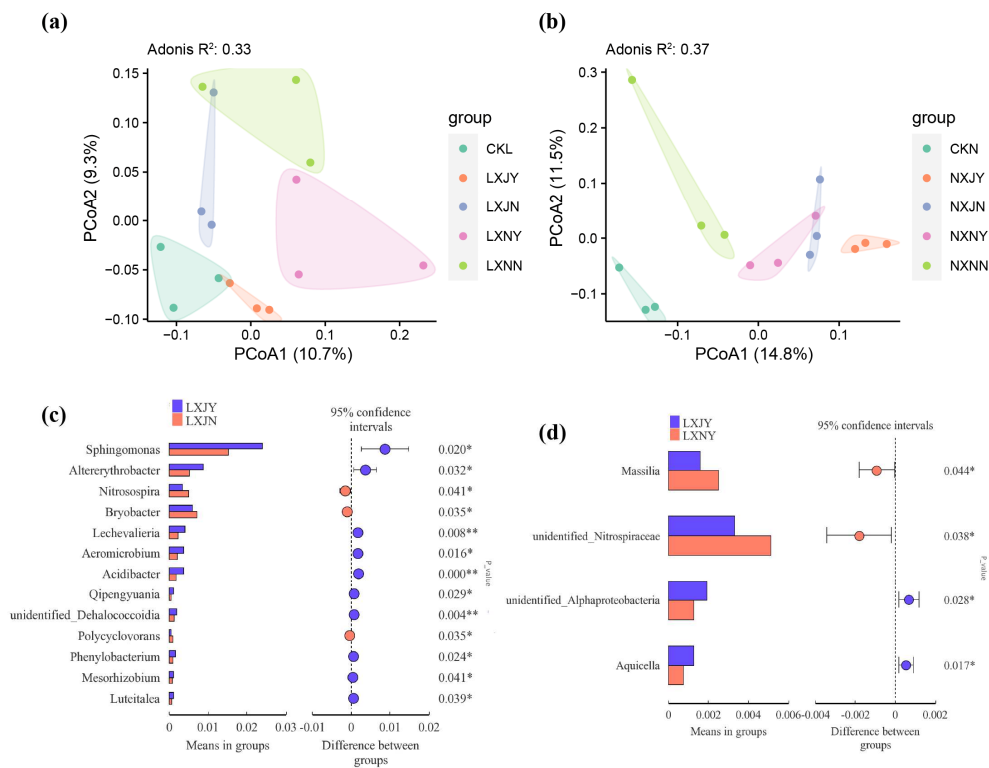 (a)
Adonis R²: 0.33
0.15
0.10
0.05
0.00
−0.05
−0.10
PCoA2 (9.3%)
−0.1
0.0
0.1
0.2
PCoA1 (10.7%)
group
CKL
LXJY
LXJN
LXNY
LXNN
(b)
Adonis R²: 0.37
0.3
0.2
0.1
0.0
−0.1
PCoA2 (11.5%)
−0.1
0.0
0.1
PCoA1 (14.8%)
group
CKN
NXJY
NXJN
NXNY
NXNN
(c)
LXJY
LXJN
95% confidence
intervals
Sphingomonas 0.020*
Altererythrobacter 0.032*
Nitrosospira 0.041*
Bryobacter 0.035*
Lechevalieria 0.008**
Aeromicrobium 0.016*
Acidibacter 0.000**
Qipengyuania 0.029*
unidentified_Dehalococcoidia 0.004**
Polycyclovorans 0.035*
Phenylobacterium 0.024*
Mesorhizobium 0.041*
Luteitalea 0.039*
P_value
0 0.01 0.02 0.03
Means in groups
-0.01 0 0.01 0.02
Difference between
groups
(d)
LXJY
LXNY
95% confidence intervals
Massilia 0.044*
unidentified_Nitrospiraceae 0.038*
unidentified_Alphaproteobacteria 0.028*
Aquicella 0.017*
P_value
0 0.002 0.004 0.006
Means in groups
-0.004 -0.002 0 0.002
Difference between
groups